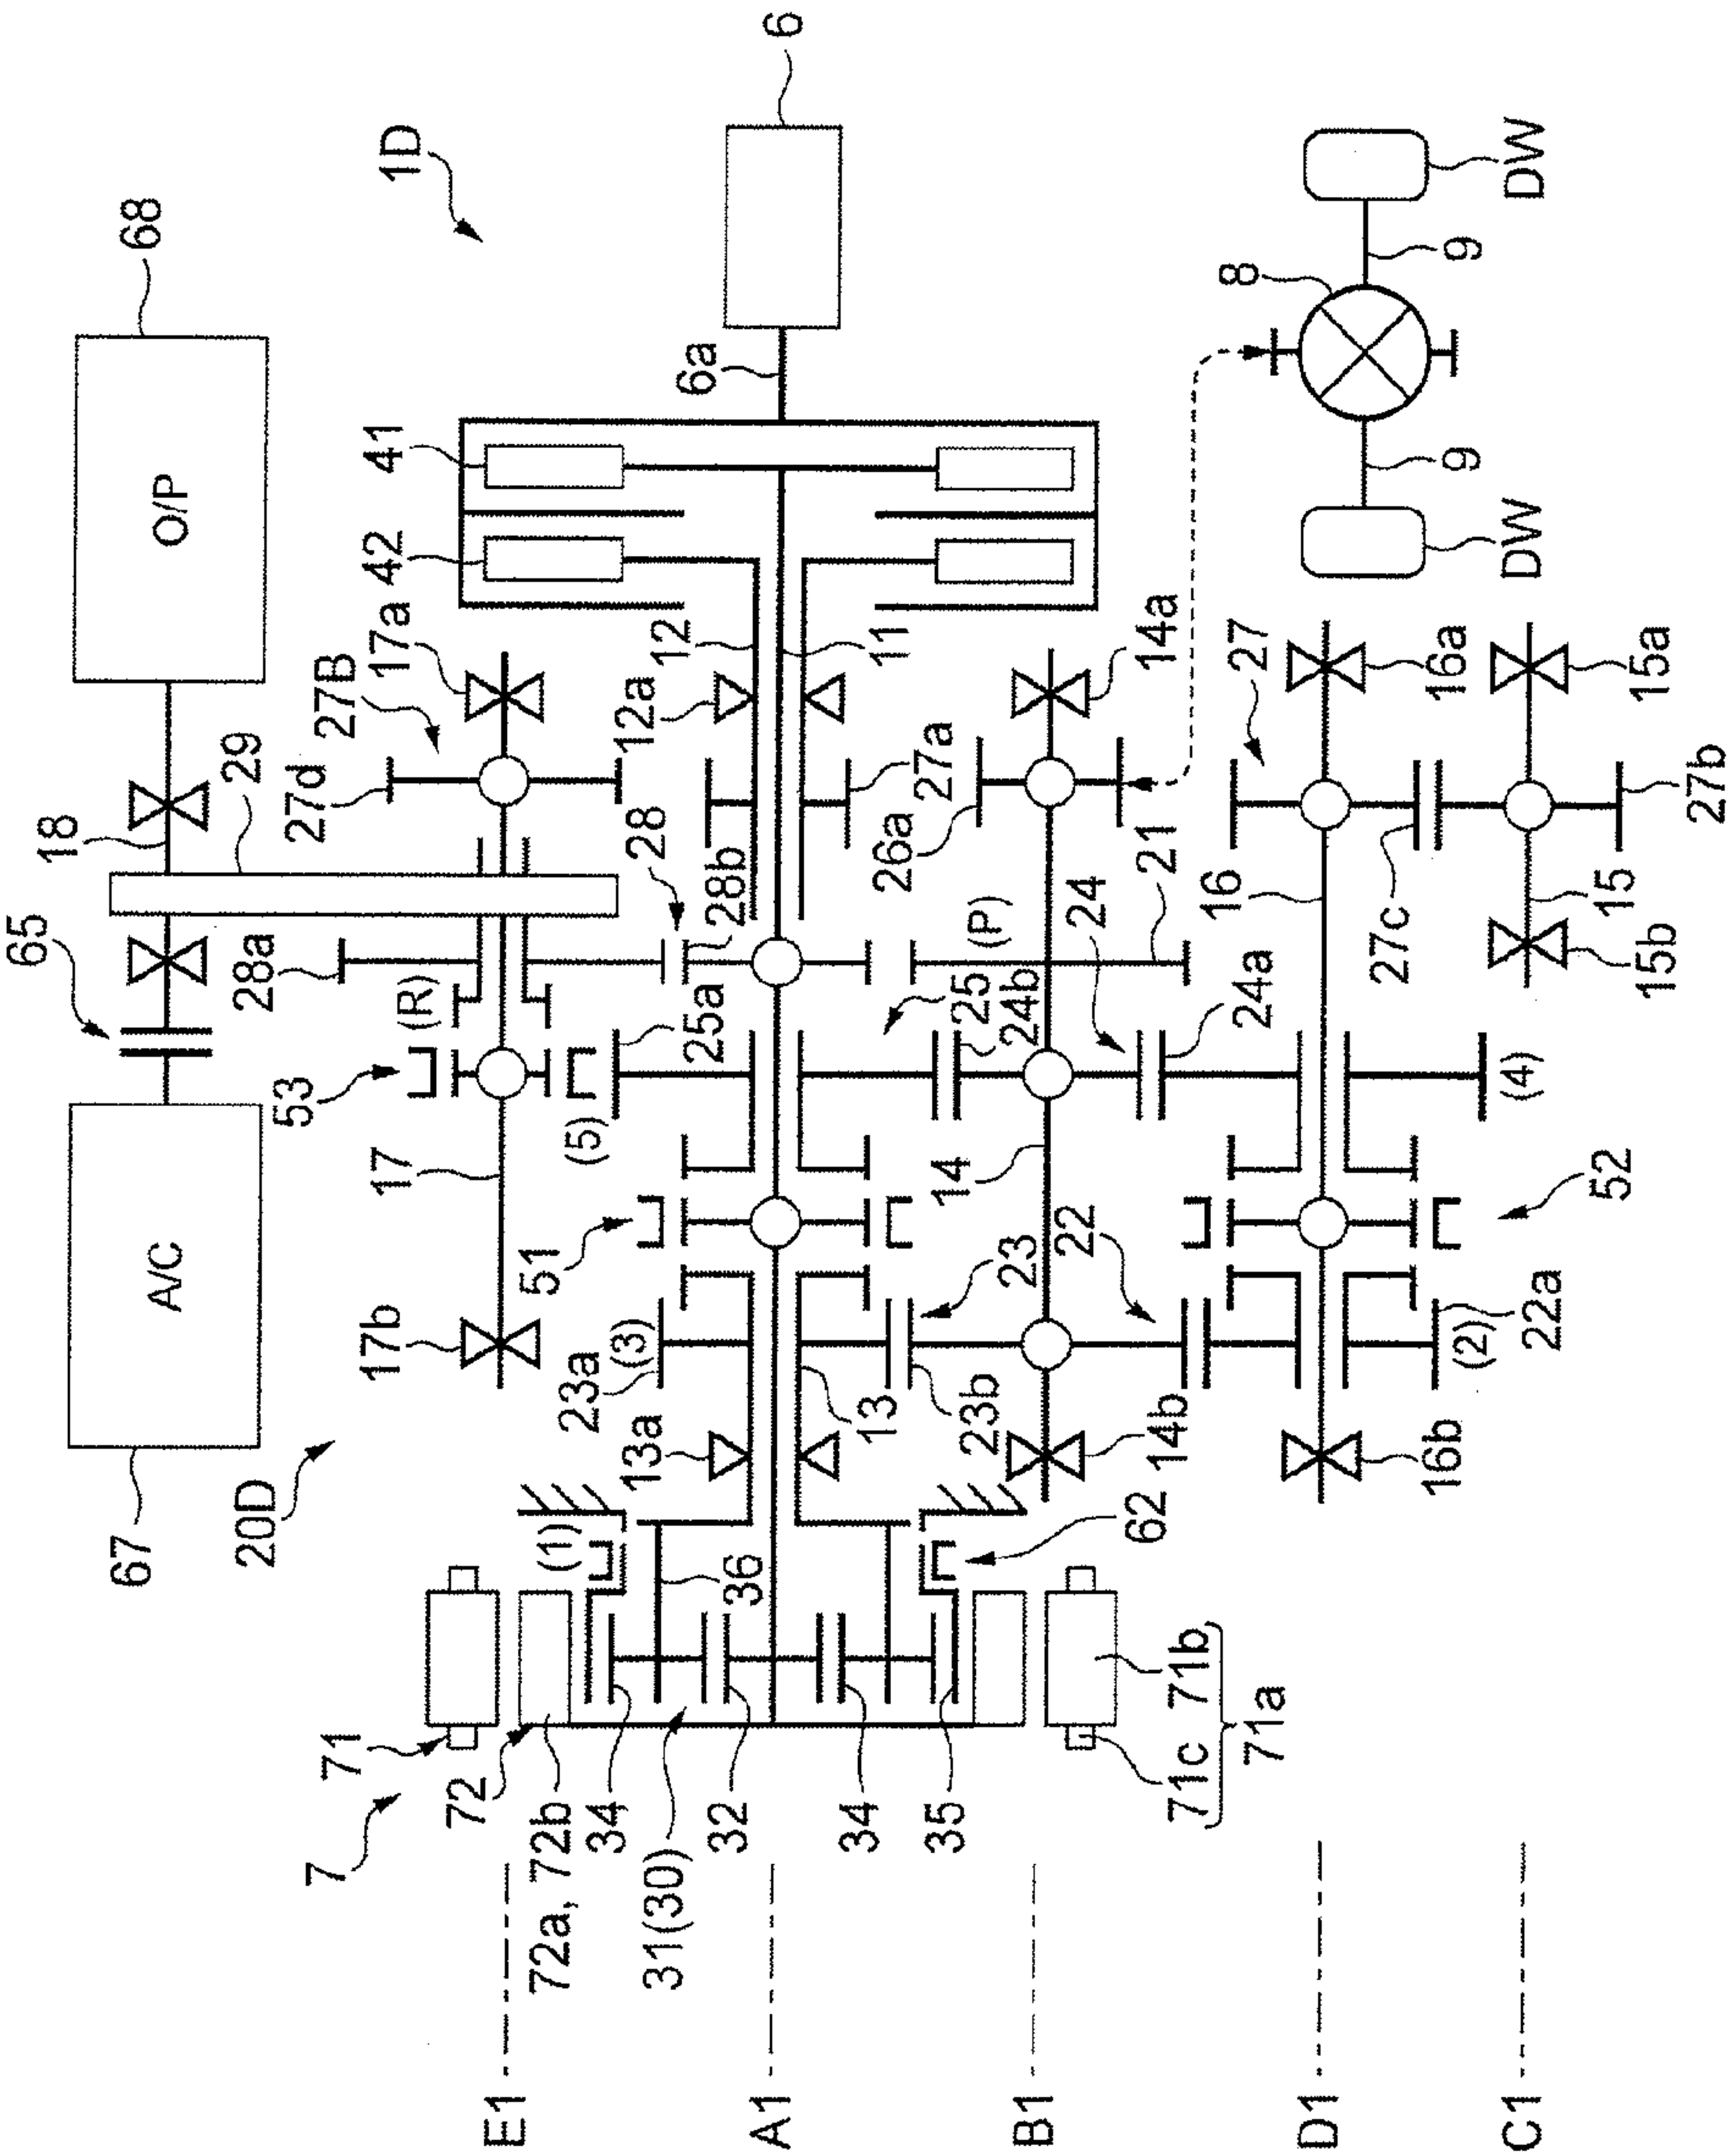 1D
6
68
O/P
6a
41
42
12
11
17a
27B
12a
27d
27a
14a
29
18
28
28b
26a
21
65
28a
(R)
(P)
25a
25
24b
24
24a
53
(5)
17
51
14
22
23
A/C
67
17b
23a
(3)
13a
13
23b
14b
20D
(1)
36
62
8
9
9
DW
DW
27
16a
15a
16
27c
15
15b
27b
(4)
52
(2)
22a
16b
7
71
72
72a, 72b
34
31(30)
32
34
35
71c 71b
71a
E1
A1
B1
D1
C1